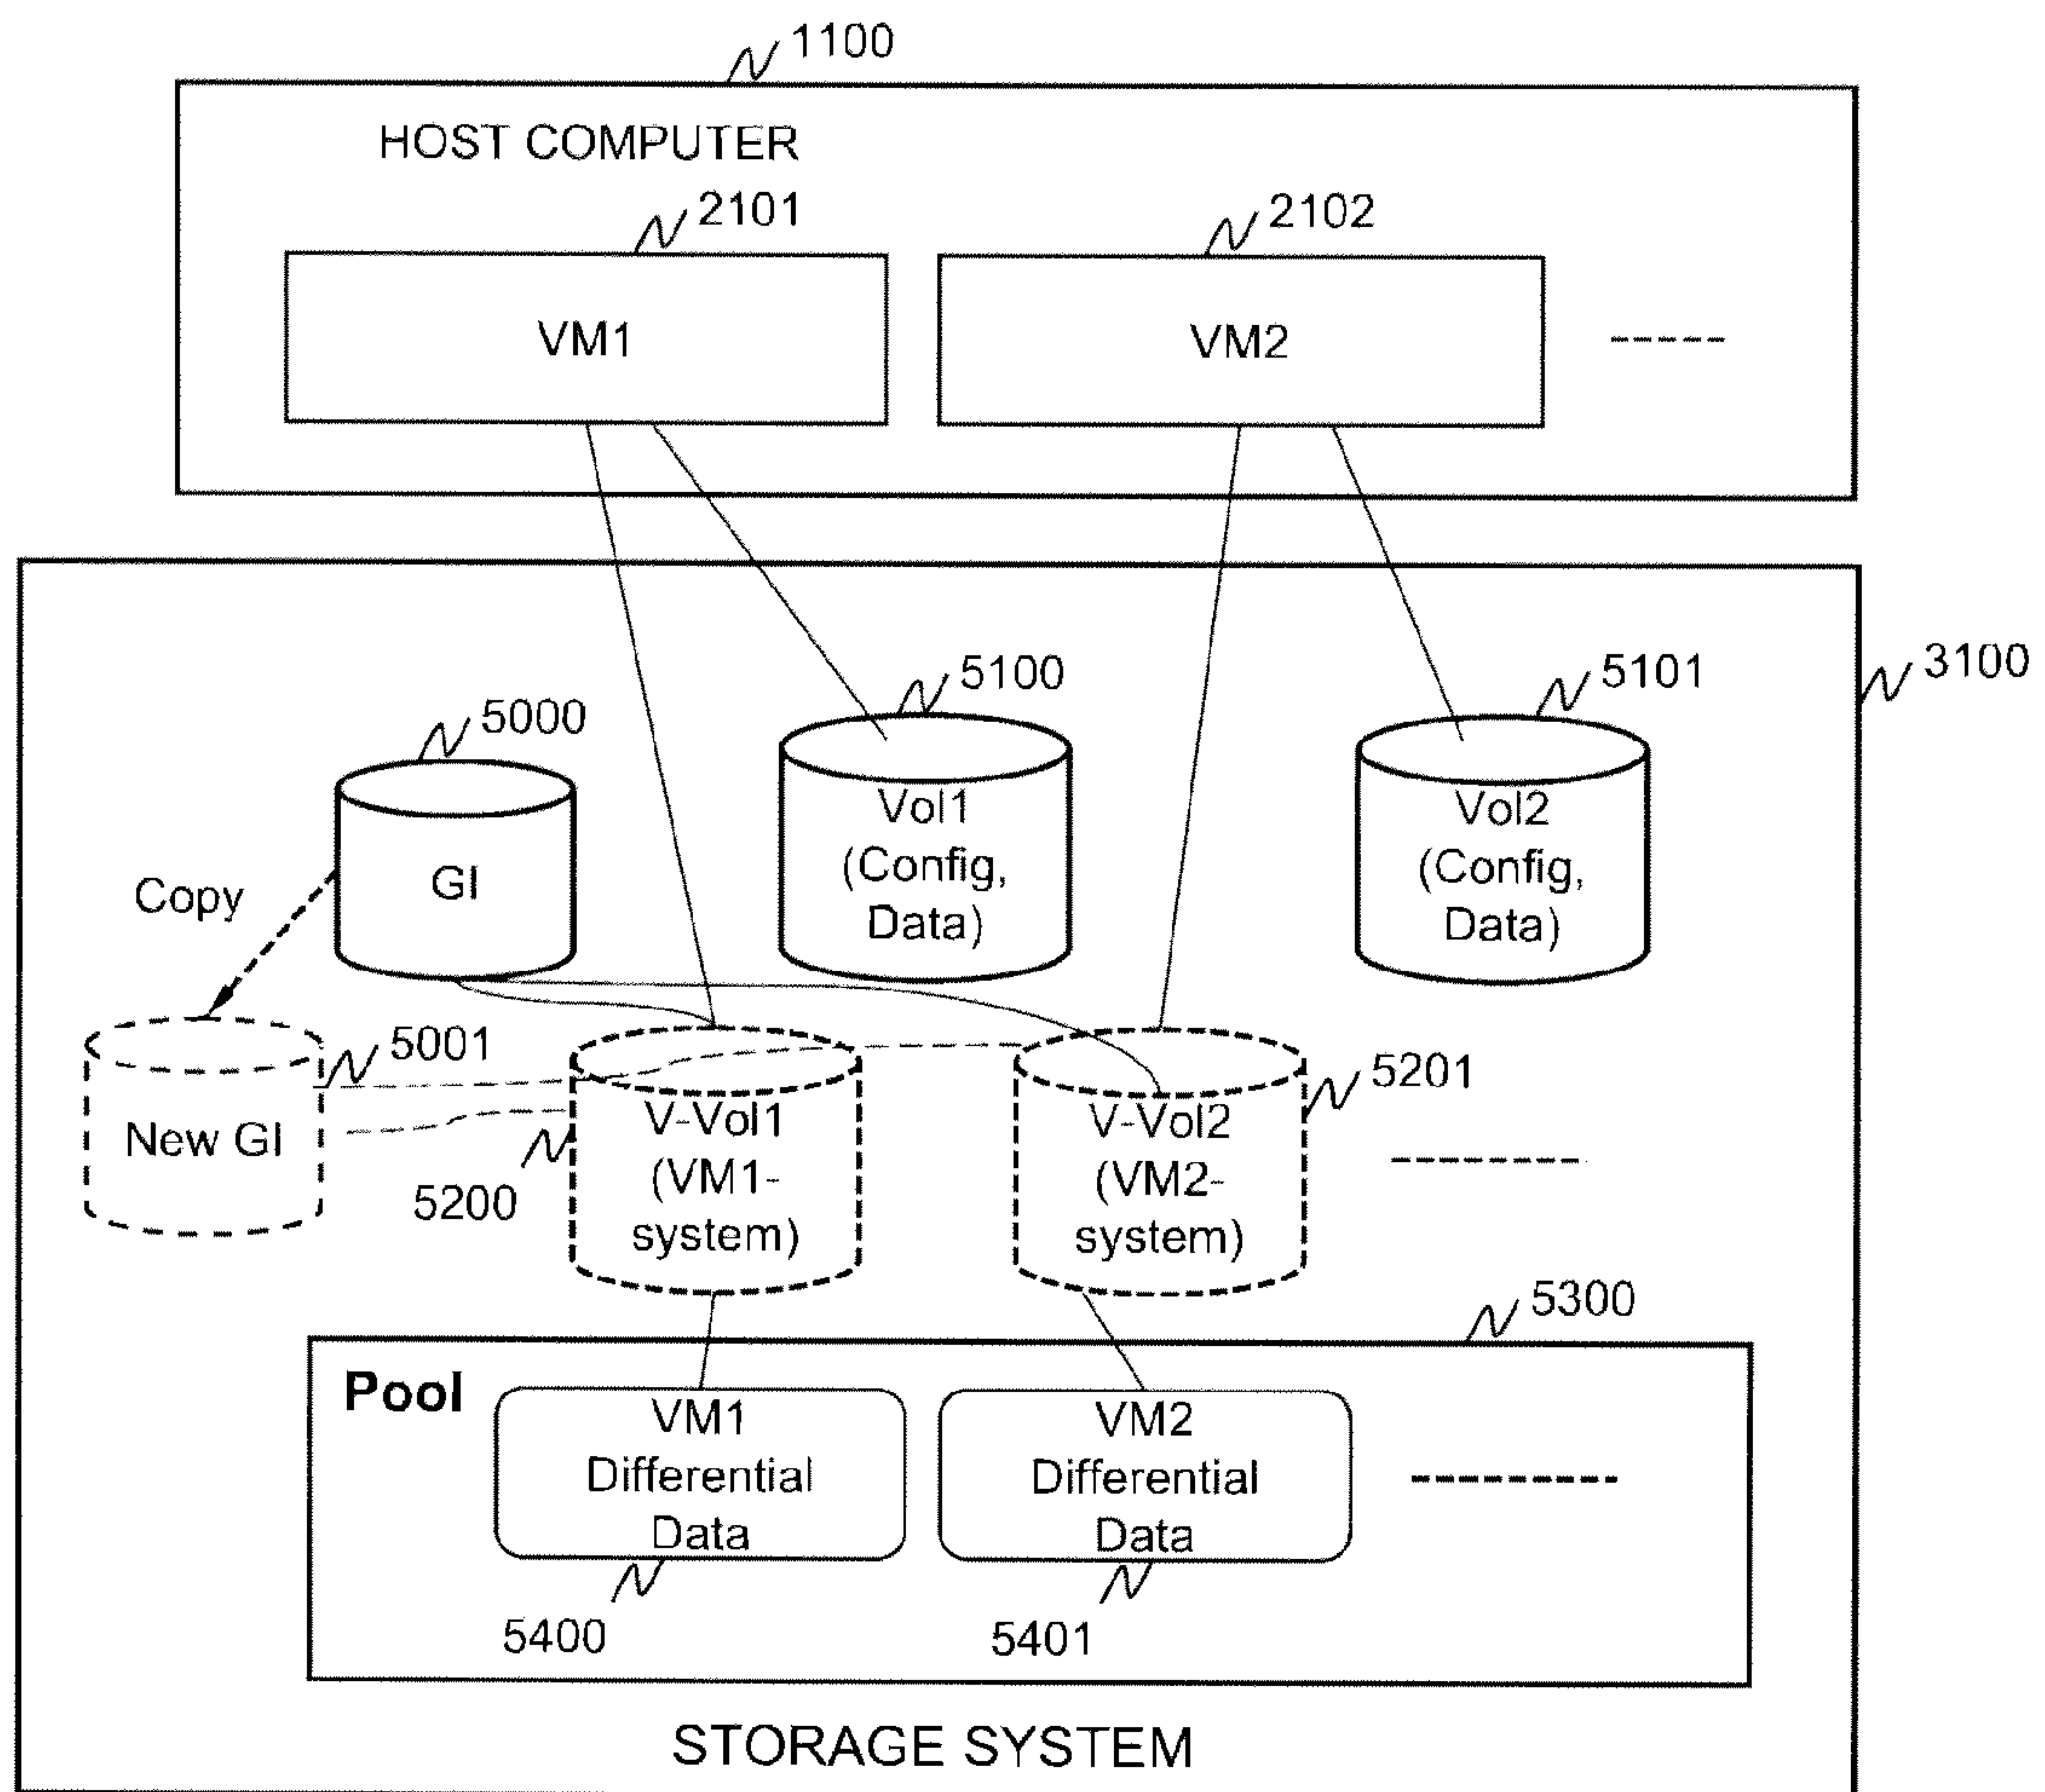 1100
HOST COMPUTER
2101
2102
VM1
VM2
3100
5100
5101
5000
Vol1
(Config,
Data)
Vol2
(Config,
Data)
GI
Copy
5001
5201
New GI
V-Vol1
(VM1-
system)
V-Vol2
(VM2-
system)
5200
5300
Pool
VM1
Differential
Data
VM2
Differential
Data
5400
5401
STORAGE SYSTEM